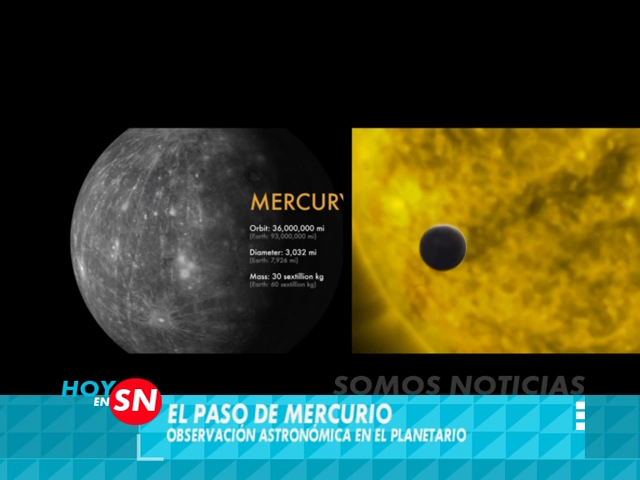 MERCURY
Orbit: 36,000,000 mi
(Earth: 93,000,000 mi)
Diameter: 3,032 mi
(Earth: 7,926 mi)
Mass: 30 sextillion kg
(Earth: 60 sextillion kg)
SOMOS NOTICIAS
HOY
EN SN
EL PASO DE MERCURIO
OBSERVACIÓN ASTRONÓMICA EN EL PLANETARIO